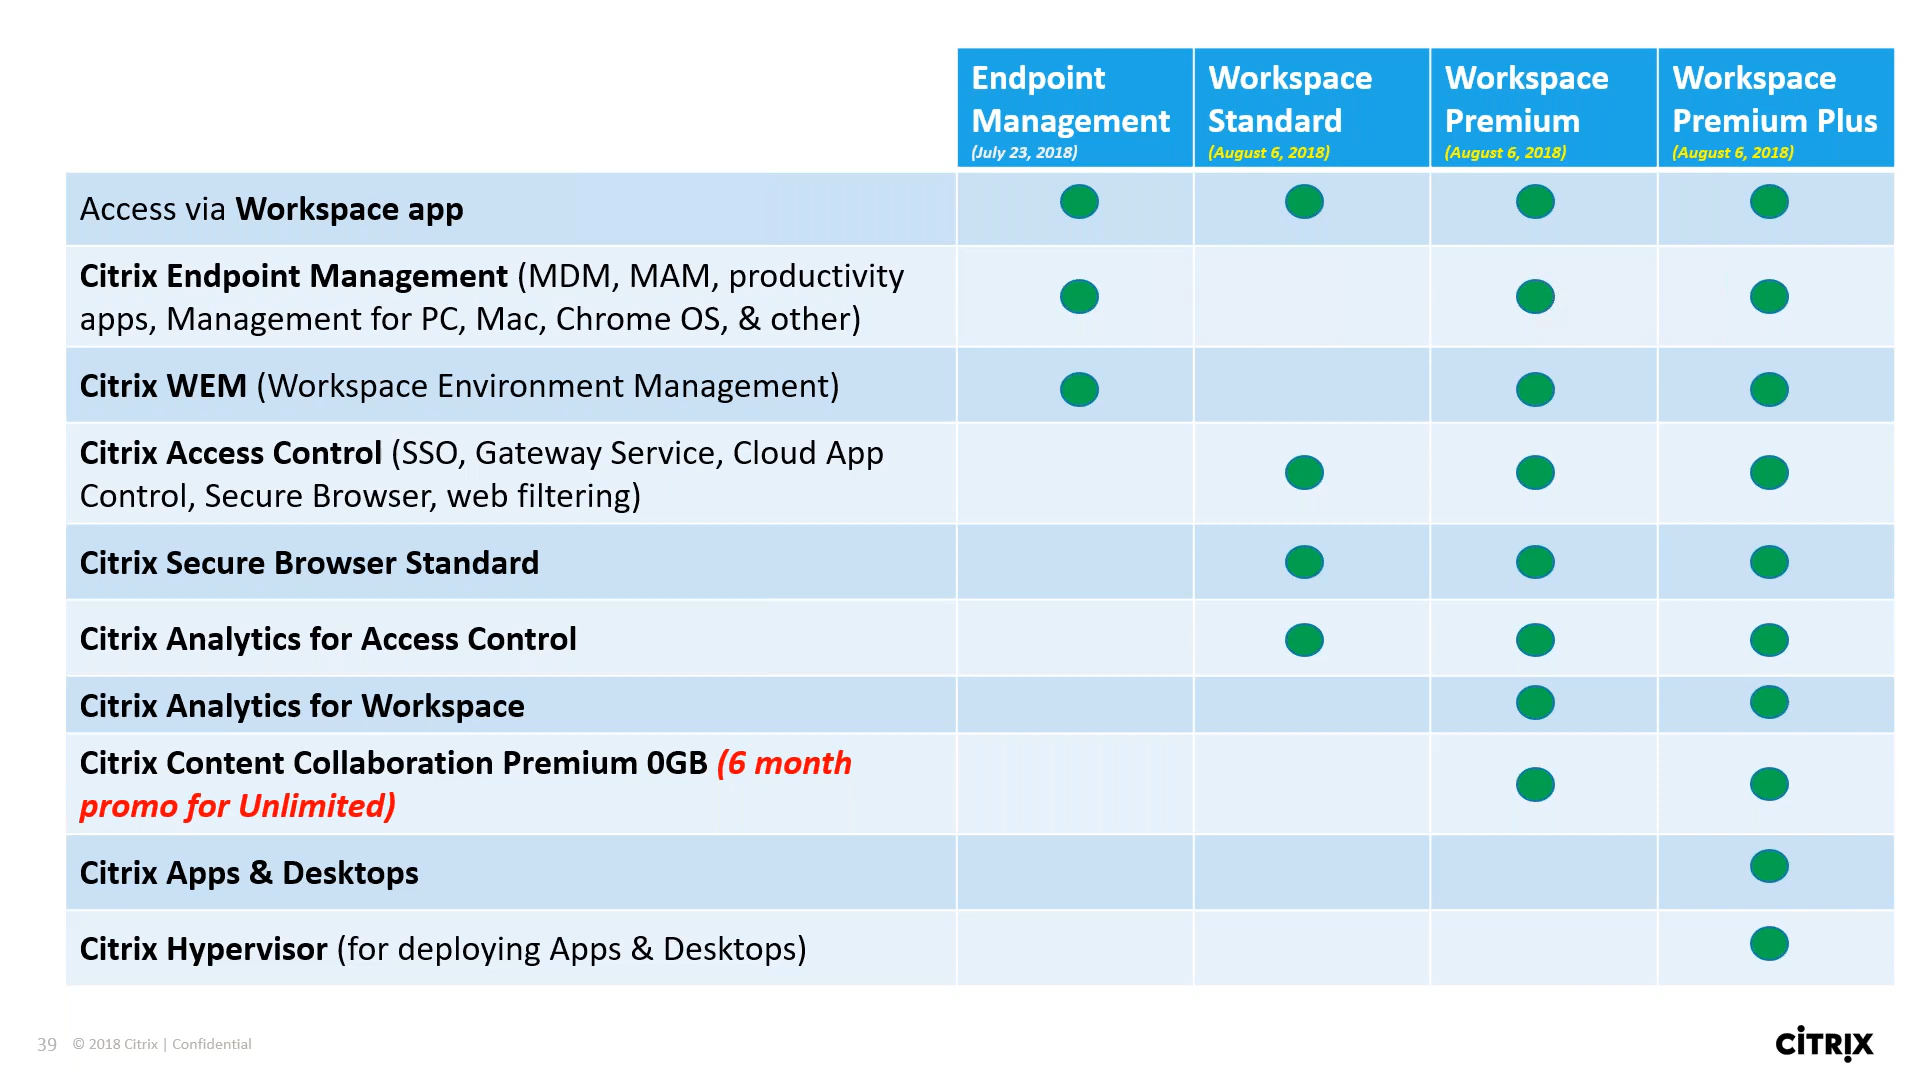 Endpoint Management (July 23, 2018)
Workspace Standard (August 6, 2018)
Workspace Premium (August 6, 2018)
Workspace Premium Plus (August 6, 2018)
Access via Workspace app
Citrix Endpoint Management (MDM, MAM, productivity
apps, Management for PC, Mac, Chrome OS, & other)
Citrix WEM (Workspace Environment Management)
Citrix Access Control (SSO, Gateway Service, Cloud App
Control, Secure Browser, web filtering)
Citrix Secure Browser Standard
Citrix Analytics for Access Control
Citrix Analytics for Workspace
Citrix Content Collaboration Premium 0GB (6 month
promo for Unlimited)
Citrix Apps & Desktops
Citrix Hypervisor (for deploying Apps & Desktops)
39 © 2018 Citrix | Confidential
CiTRIX